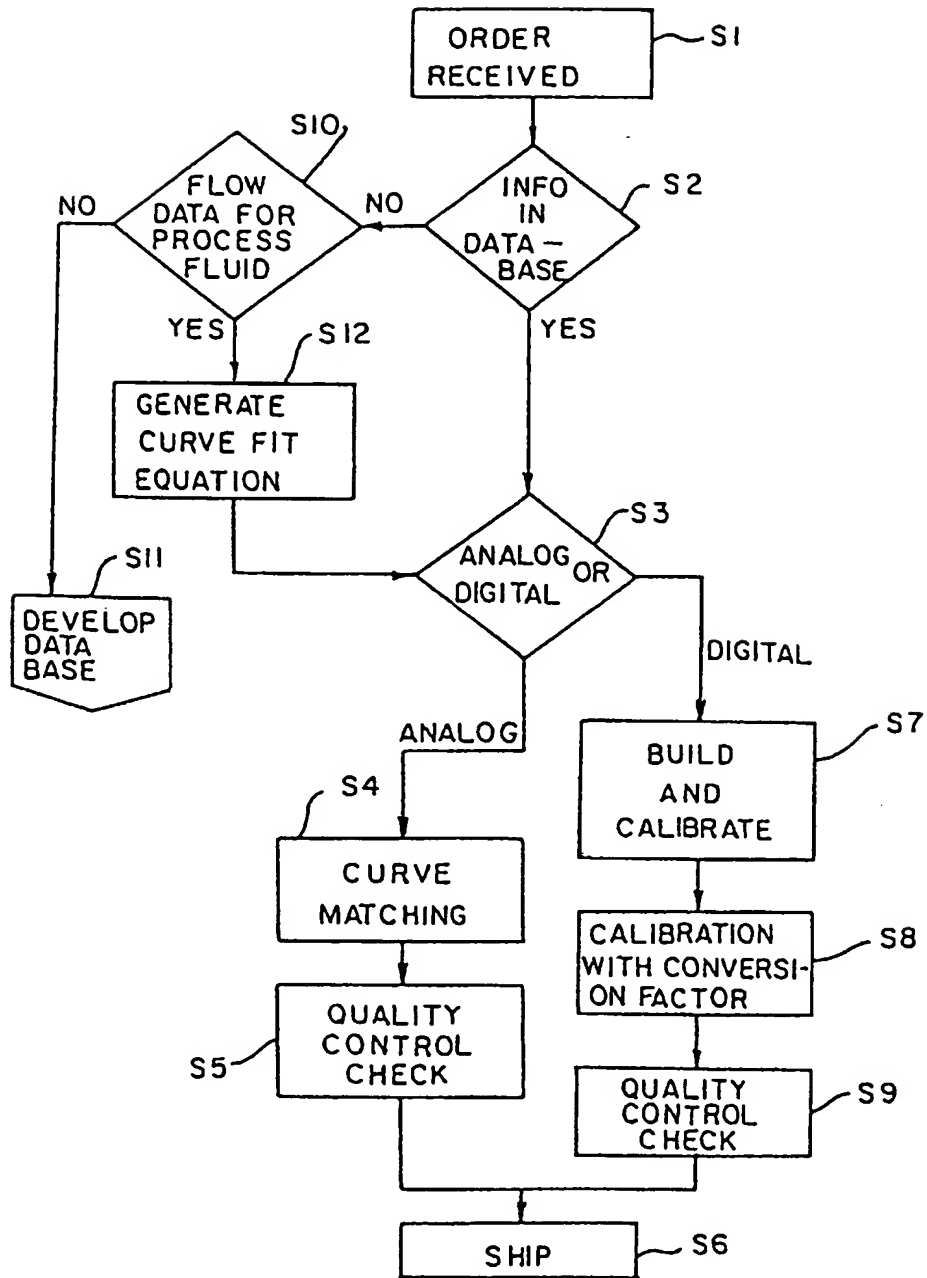 ORDER
RECEIVED
S1
S10
FLOW
DATA FOR
PROCESS
FLUID
NO
NO
INFO
IN
DATA-
BASE
S2
YES
YES
S12
GENERATE
CURVE FIT
EQUATION
S3
ANALOG OR
DIGITAL
S11
DEVELOP
DATA
BASE
DIGITAL
ANALOG
S7
BUILD
AND
CALIBRATE
S4
CURVE
MATCHING
CALIBRATION
WITH CONVERSI-
ON FACTOR
S8
QUALITY
CONTROL
CHECK
S5
QUALITY
CONTROL
CHECK
S9
SHIP
S6